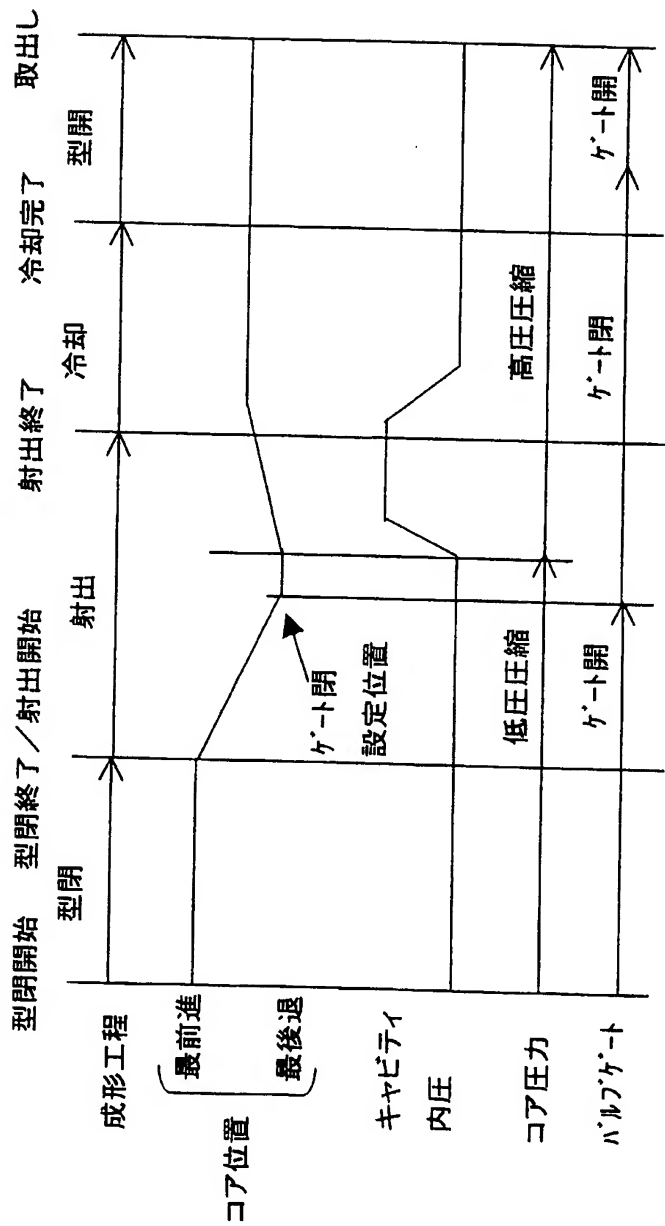 型閉開始
型閉終了／射出開始
射出終了
冷却完了
取出し
成形工程
型閉
射出
冷却
型開
コア位置
最前進
最後退
ゲート閉
設定位置
キャビティ
内圧
コア圧力
低圧圧縮
高圧圧縮
バルブゲート
ゲート開
ゲート閉
ゲート開